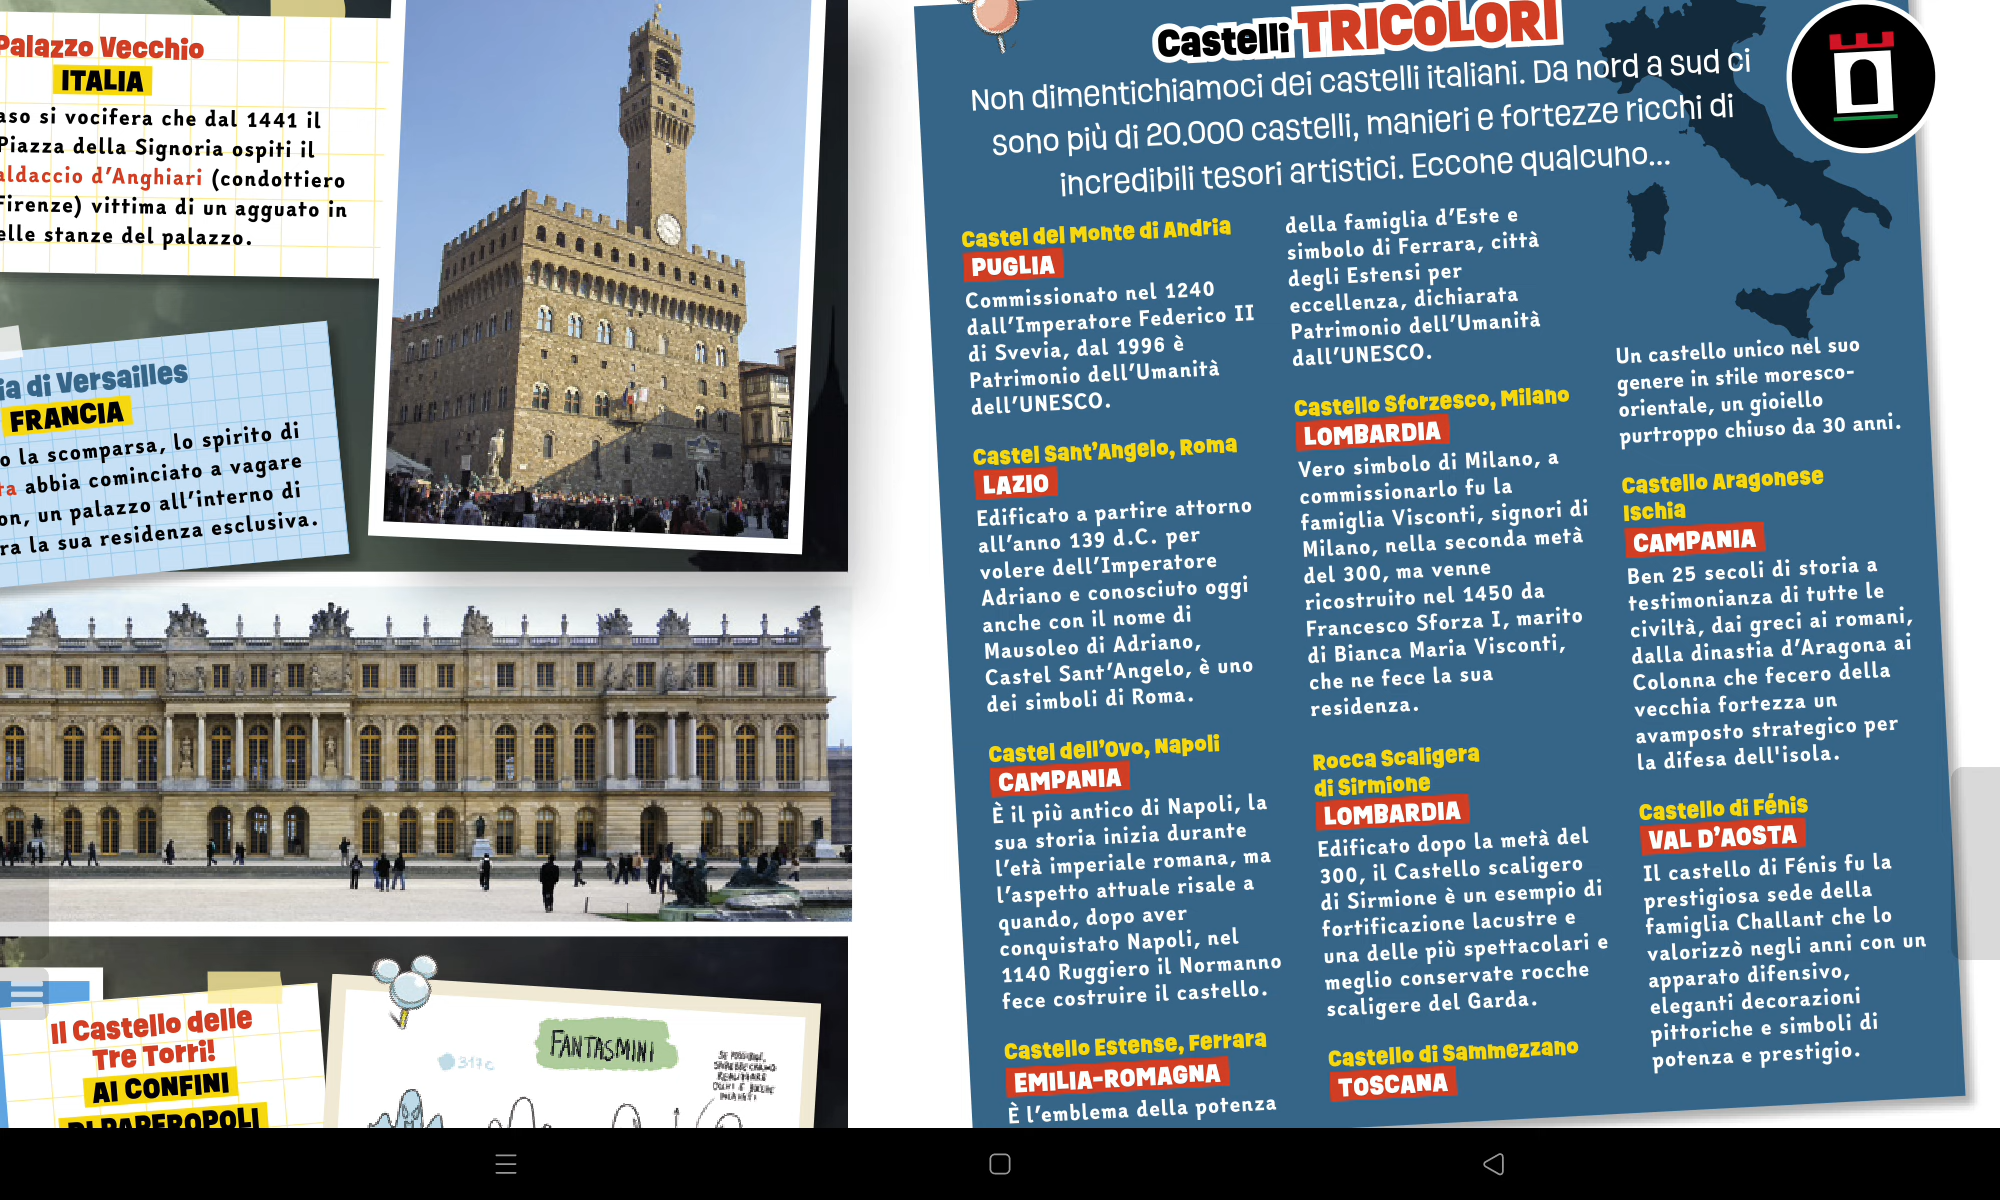 Palazzo Vecchio
ITALIA
aso si vocifera che dal 1441 il
Piazza della Signoria ospiti il
aldaccio d'Anghiari (condottiero
Firenze) vittima di un agguato in
elle stanze del palazzo.
ia di Versailles
FRANCIA
o la scomparsa, lo spirito di
ta abbia cominciato a vagare
on, un palazzo all'interno di
ra la sua residenza esclusiva.
Il Castello delle
Tre Torri!
AI CONFINI
DI PAPEROPOLI
317C
FANTASMINI
Castelli TRICOLORI
Non dimentichiamoci dei castelli italiani. Da nord a sud ci
sono più di 20.000 castelli, manieri e fortezze ricchi di
incredibili tesori artistici. Eccone qualcuno...
Castel del Monte di Andria
PUGLIA
Commissionato nel 1240
dall'Imperatore Federico II
di Svevia, dal 1996 è
Patrimonio dell'Umanità
dell'UNESCO.
Castel Sant'Angelo, Roma
LAZIO
Edificato a partire attorno
all'anno 139 d.C. per
volere dell'Imperatore
Adriano e conosciuto oggi
anche con il nome di
Mausoleo di Adriano,
Castel Sant'Angelo, è uno
dei simboli di Roma.
Castel dell'Ovo, Napoli
CAMPANIA
È il più antico di Napoli, la
sua storia inizia durante
l'età imperiale romana, ma
l'aspetto attuale risale a
quando, dopo aver
conquistato Napoli, nel
1140 Ruggiero il Normanno
fece costruire il castello.
Castello Estense, Ferrara
EMILIA-ROMAGNA
È l'emblema della potenza
della famiglia d'Este e
simbolo di Ferrara, città
degli Estensi per
eccellenza, dichiarata
Patrimonio dell'Umanità
dall'UNESCO.
Castello Sforzesco, Milano
LOMBARDIA
Vero simbolo di Milano, a
commissionarlo fu la
famiglia Visconti, signori di
Milano, nella seconda metà
del 300, ma venne
ricostruito nel 1450 da
Francesco Sforza I, marito
di Bianca Maria Visconti,
che ne fece la sua
residenza.
Rocca Scaligera
di Sirmione
LOMBARDIA
Edificato dopo la metà del
300, il Castello scaligero
di Sirmione è un esempio di
fortificazione lacustre e
una delle più spettacolari e
meglio conservate rocche
scaligere del Garda.
Castello di Sammezzano
TOSCANA
Un castello unico nel suo
genere in stile moresco-
orientale, un gioiello
purtroppo chiuso da 30 anni.
Castello Aragonese
Ischia
CAMPANIA
Ben 25 secoli di storia a
testimonianza di tutte le
civiltà, dai greci ai romani,
dalla dinastia d'Aragona ai
Colonna che fecero della
vecchia fortezza un
avamposto strategico per
la difesa dell'isola.
Castello di Fénis
VAL D'AOSTA
Il castello di Fénis fu la
prestigiosa sede della
famiglia Challant che lo
valorizzò negli anni con un
apparato difensivo,
eleganti decorazioni
pittoriche e simboli di
potenza e prestigio.